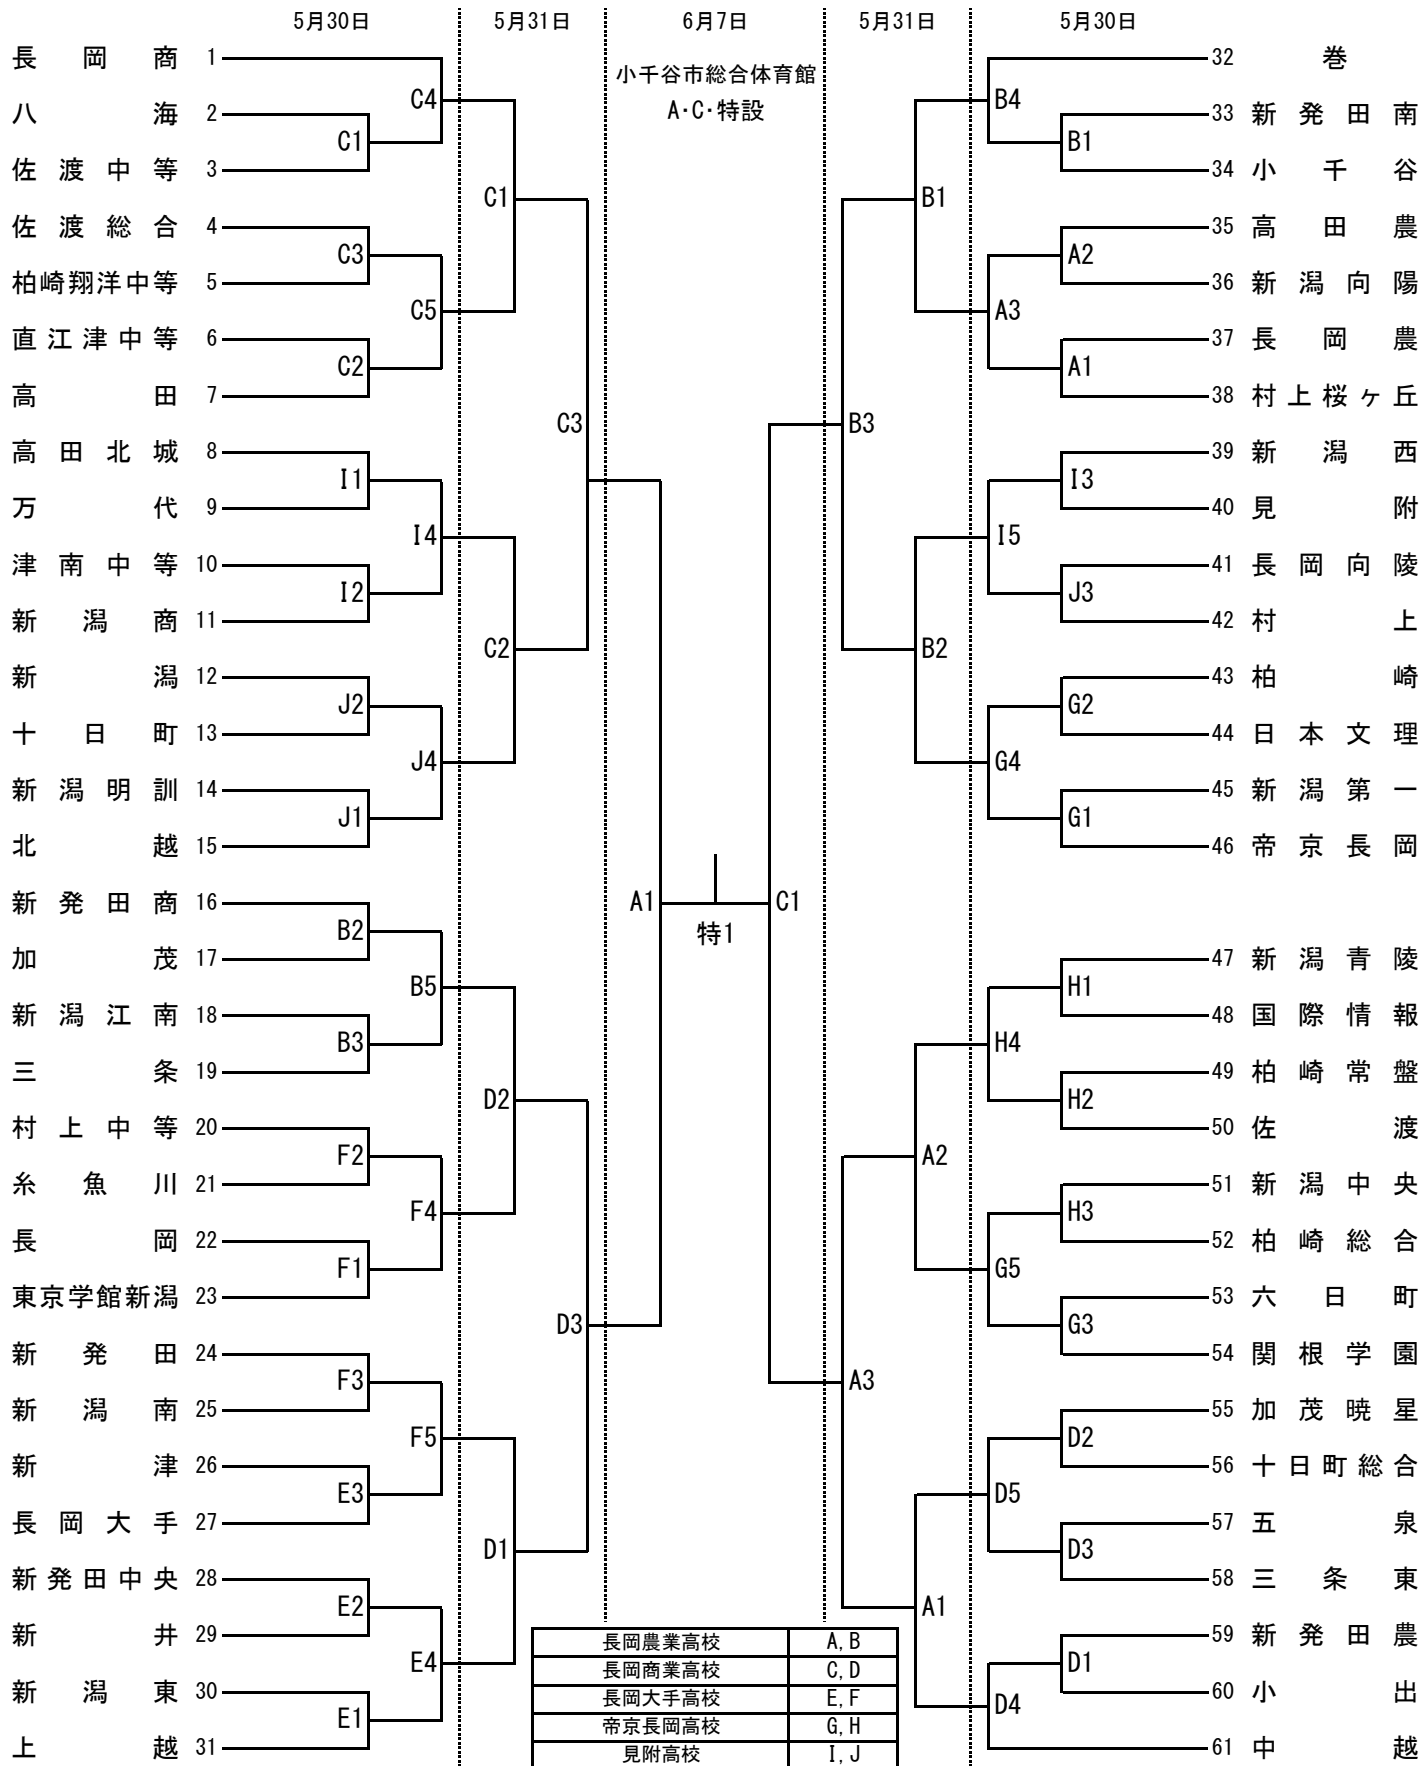 5月30日 5月31日 6月7日 5月31日 5月30日
小千谷市総合体育館
A・C・特設
長岡商 1
C4
八海 2
C1
佐渡中等 3
C1
佐渡総合 4
C3
柏崎翔洋中等 5
C5
直江津中等 6
C2
高田 7
C3
高田北城 8
I1
万代 9
I4
津南中等 10
I2
新潟商 11
C2
新潟 12
J2
十日町 13
J4
新潟明訓 14
J1
北越 15
新発田商 16
A1
B2
加茂 17
B5
新潟江南 18
B3
三条 19
D2
村上中等 20
F2
糸魚川 21
F4
長岡 22
F1
東京学館新潟 23
D3
新発田 24
F3
新潟南 25
F5
新津 26
E3
長岡大手 27
D1
新発田中央 28
E2
新井 29
E4
新潟東 30
E1
上越 31
特1
C1
32 巻
B4
33 新発田南
B1
34 小千谷
B1
35 高田農
A2
36 新潟向陽
A3
37 長岡農
A1
38 村上桜ヶ丘
B3
39 新潟西
I3
40 見附
I5
41 長岡向陵
J3
42 村上
B2
43 柏崎
G2
44 日本文理
G4
45 新潟第一
G1
46 帝京長岡
47 新潟青陵
H1
48 国際情報
H4
49 柏崎常盤
H2
50 佐渡
A2
51 新潟中央
H3
52 柏崎総合
G5
53 六日町
G3
54 関根学園
A3
55 加茂暁星
D2
56 十日町総合
D5
57 五泉
D3
58 三条東
A1
59 新発田農
D1
60 小出
D4
61 中越
長岡農業高校 A,B
長岡商業高校 C,D
長岡大手高校 E,F
帝京長岡高校 G,H
見附高校 I,J